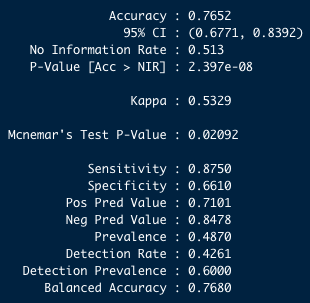 Accuracy : 0.7652
95% CI : (0.6771, 0.8392)
No Information Rate : 0.513
P-Value [Acc > NIR] : 2.397e-08
Kappa : 0.5329
Mcnemar's Test P-Value : 0.02092
Sensitivity : 0.8750
Specificity : 0.6610
Pos Pred Value : 0.7101
Neg Pred Value : 0.8478
Prevalence : 0.4870
Detection Rate : 0.4261
Detection Prevalence : 0.6000
Balanced Accuracy : 0.7680